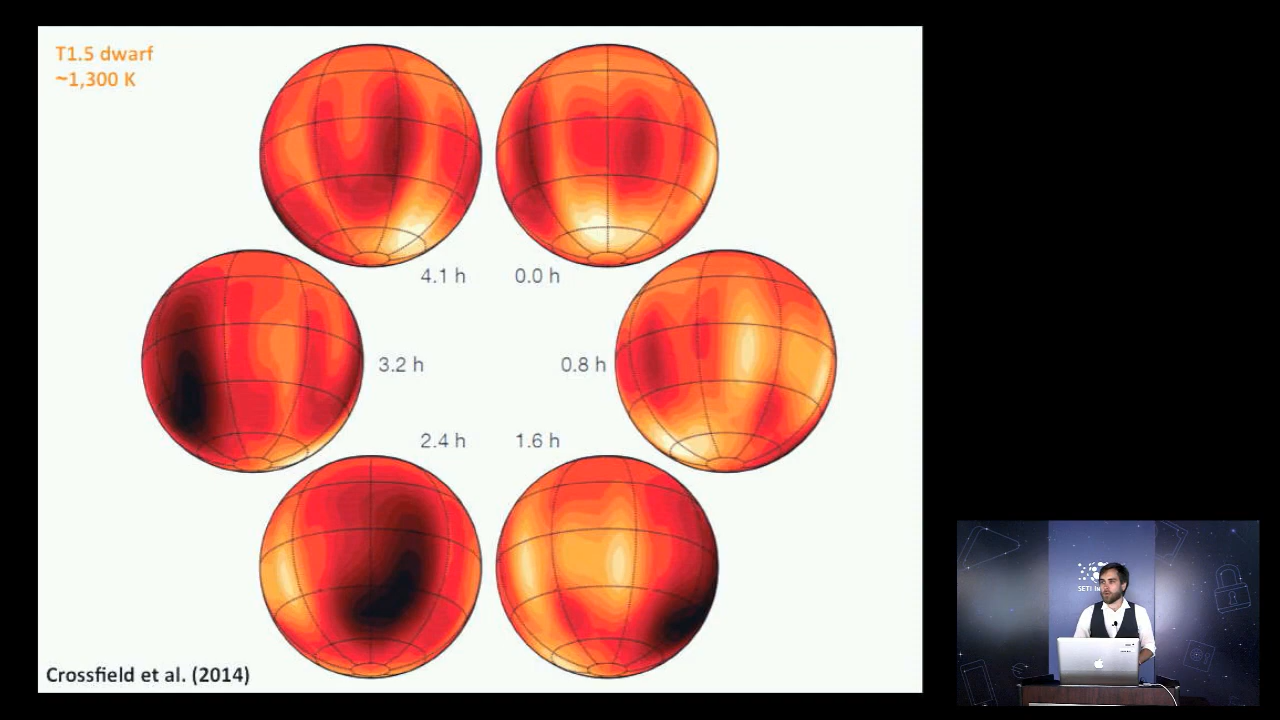 T1.5 dwarf
~1,300 K
4.1 h
0.0 h
3.2 h
0.8 h
2.4 h
1.6 h
Crossfield et al. (2014)
SETI